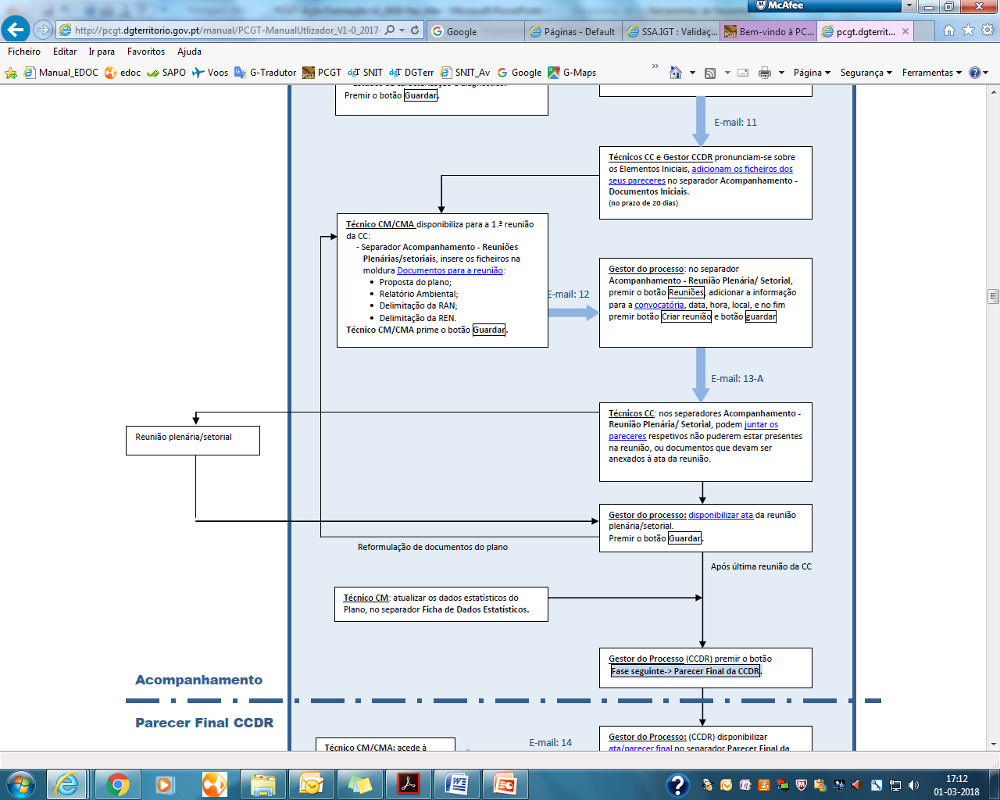 McAfee
http://pcgt.dgterritorio.gov.pt/manual/PCGT-ManualUtlizador_V1-0_2017-
Google
Páginas - Default
SSA.IGT : Validaç...
Bem-vindo à PC...
pcgt.dgterrit...
Ficheiro Editar Ir para Favoritos Ajuda
Manual_EDOC edoc SAPO Voos G-Tradutor PCGT SNIT DGTerr SNIT_Av Google G-Maps
Página Segurança Ferramentas
Premir o botão Guardar.
E-mail: 11
Técnicos CC e Gestor CCDR pronunciam-se sobre
os Elementos Iniciais, adicionam os ficheiros dos
seus pareceres no separador Acompanhamento -
Documentos Iniciais.
(no prazo de 20 dias)
Técnico CM/CMA disponibiliza para a 1.ª reunião
da CC:
- Separador Acompanhamento - Reuniões
Plenárias/setoriais, insere os ficheiros na
moldura Documentos para a reunião:
• Proposta do plano;
• Relatório Ambiental;
• Delimitação da RAN;
• Delimitação da REN.
Técnico CM/CMA prime o botão Guardar.
E-mail: 12
Gestor do processo: no separador
Acompanhamento - Reunião Plenária/ Setorial,
premir o botão Reuniões, adicionar a informação
para a convocatória, data, hora, local, e no fim
premir botão Criar reunião e botão guardar
E-mail: 13-A
Técnicos CC: nos separadores Acompanhamento -
Reunião Plenária/ Setorial, podem juntar os
pareceres respetivos não puderem estar presentes
na reunião, ou documentos que devam ser
anexados à ata da reunião.
Reunião plenária/setorial
Gestor do processo: disponibilizar ata da reunião
plenária/setorial.
Premir o botão Guardar.
Reformulação de documentos do plano
Após última reunião da CC
Técnico CM: atualizar os dados estatísticos do
Plano, no separador Ficha de Dados Estatísticos.
Gestor do Processo (CCDR) premir o botão
Fase seguinte-> Parecer Final da CCDR.
Acompanhamento
Parecer Final CCDR
E-mail: 14
Técnico CM/CMA: acede à
Gestor do Processo: (CCDR) disponibilizar
ata/parecer final no separador Parecer Final da
17:12
01-03-2018